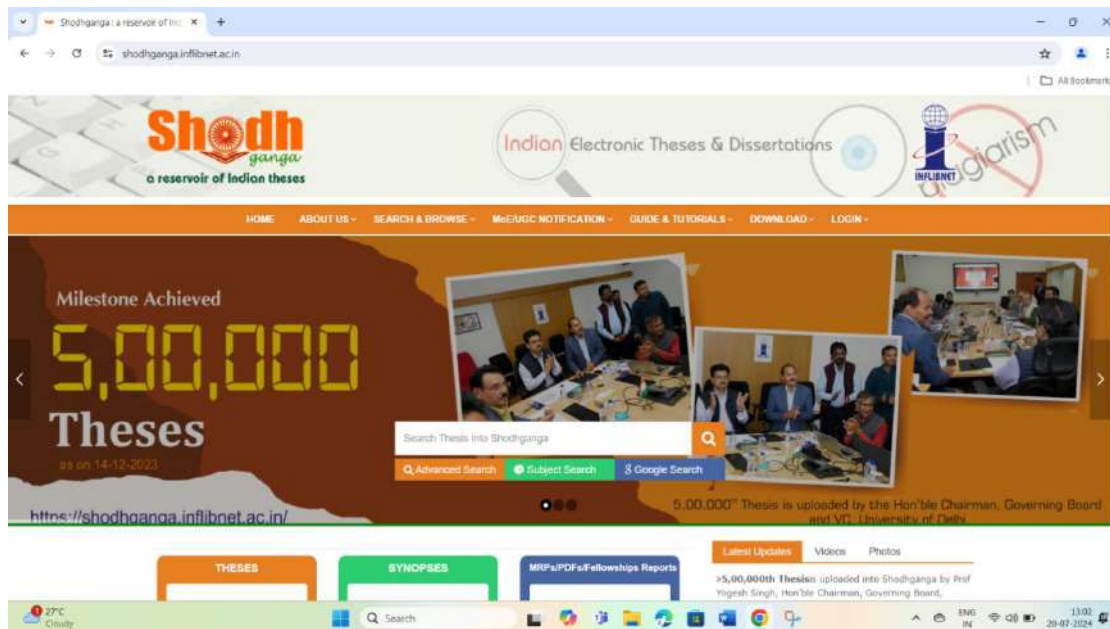 Shodhganga : a reservoir of Ind
shodhganga.inflibnet.ac.in
All Bookmark
Shodh
ganga
a reservoir of Indian theses
Indian Electronic Theses & Dissertations
INFLIBNET
plagiarism
HOME ABOUT US SEARCH & BROWSE MoE/UGC NOTIFICATION GUIDE & TUTORIALS DOWNLOAD LOGIN
Milestone Achieved
5,00,000
Theses
as on 14-12-2023
https://shodhganga.inflibnet.ac.in/
Search Thesis into Shodhganga
Advanced Search Subject Search Google Search
5,00,000th Thesis is uploaded by the Hon'ble Chairman, Governing Board
and VC, University of Delhi
THESES
SYNOPSES
MRPs/PDFs/Fellowships Reports
Latest Updates Videos Photos
>5,00,000th Thesis is uploaded into Shodhganga by Prof
Yogesh Singh, Hon'ble Chairman, Governing Board,
27°C
Cloudy
Search
ENG
IN
13:02
20-07-2024